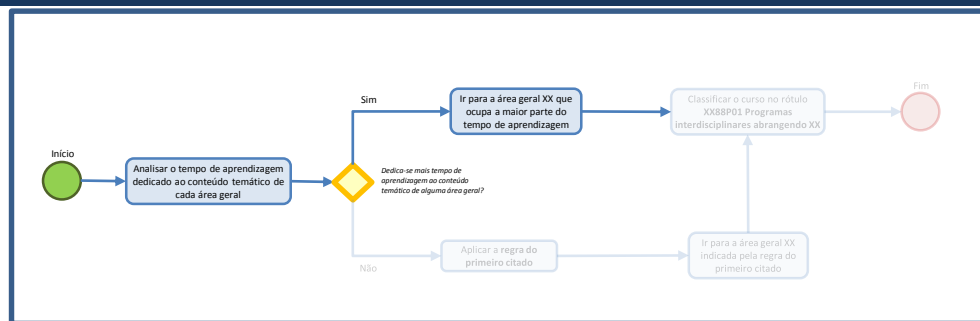 Início
Analisar o tempo de aprendizagem
dedicado ao conteúdo temático de
cada área geral
Sim
Dedica-se mais tempo de
aprendizagem ao conteúdo
temático de alguma área geral?
Não
Ir para a área geral XX que
ocupa a maior parte do
tempo de aprendizagem
Aplicar a regra do
primeiro citado
Ir para a área geral XX
indicada pela regra do
primeiro citado
Classificar o curso no rótulo
XX88P01 Programas
interdisciplinares abrangendo XX
Fim